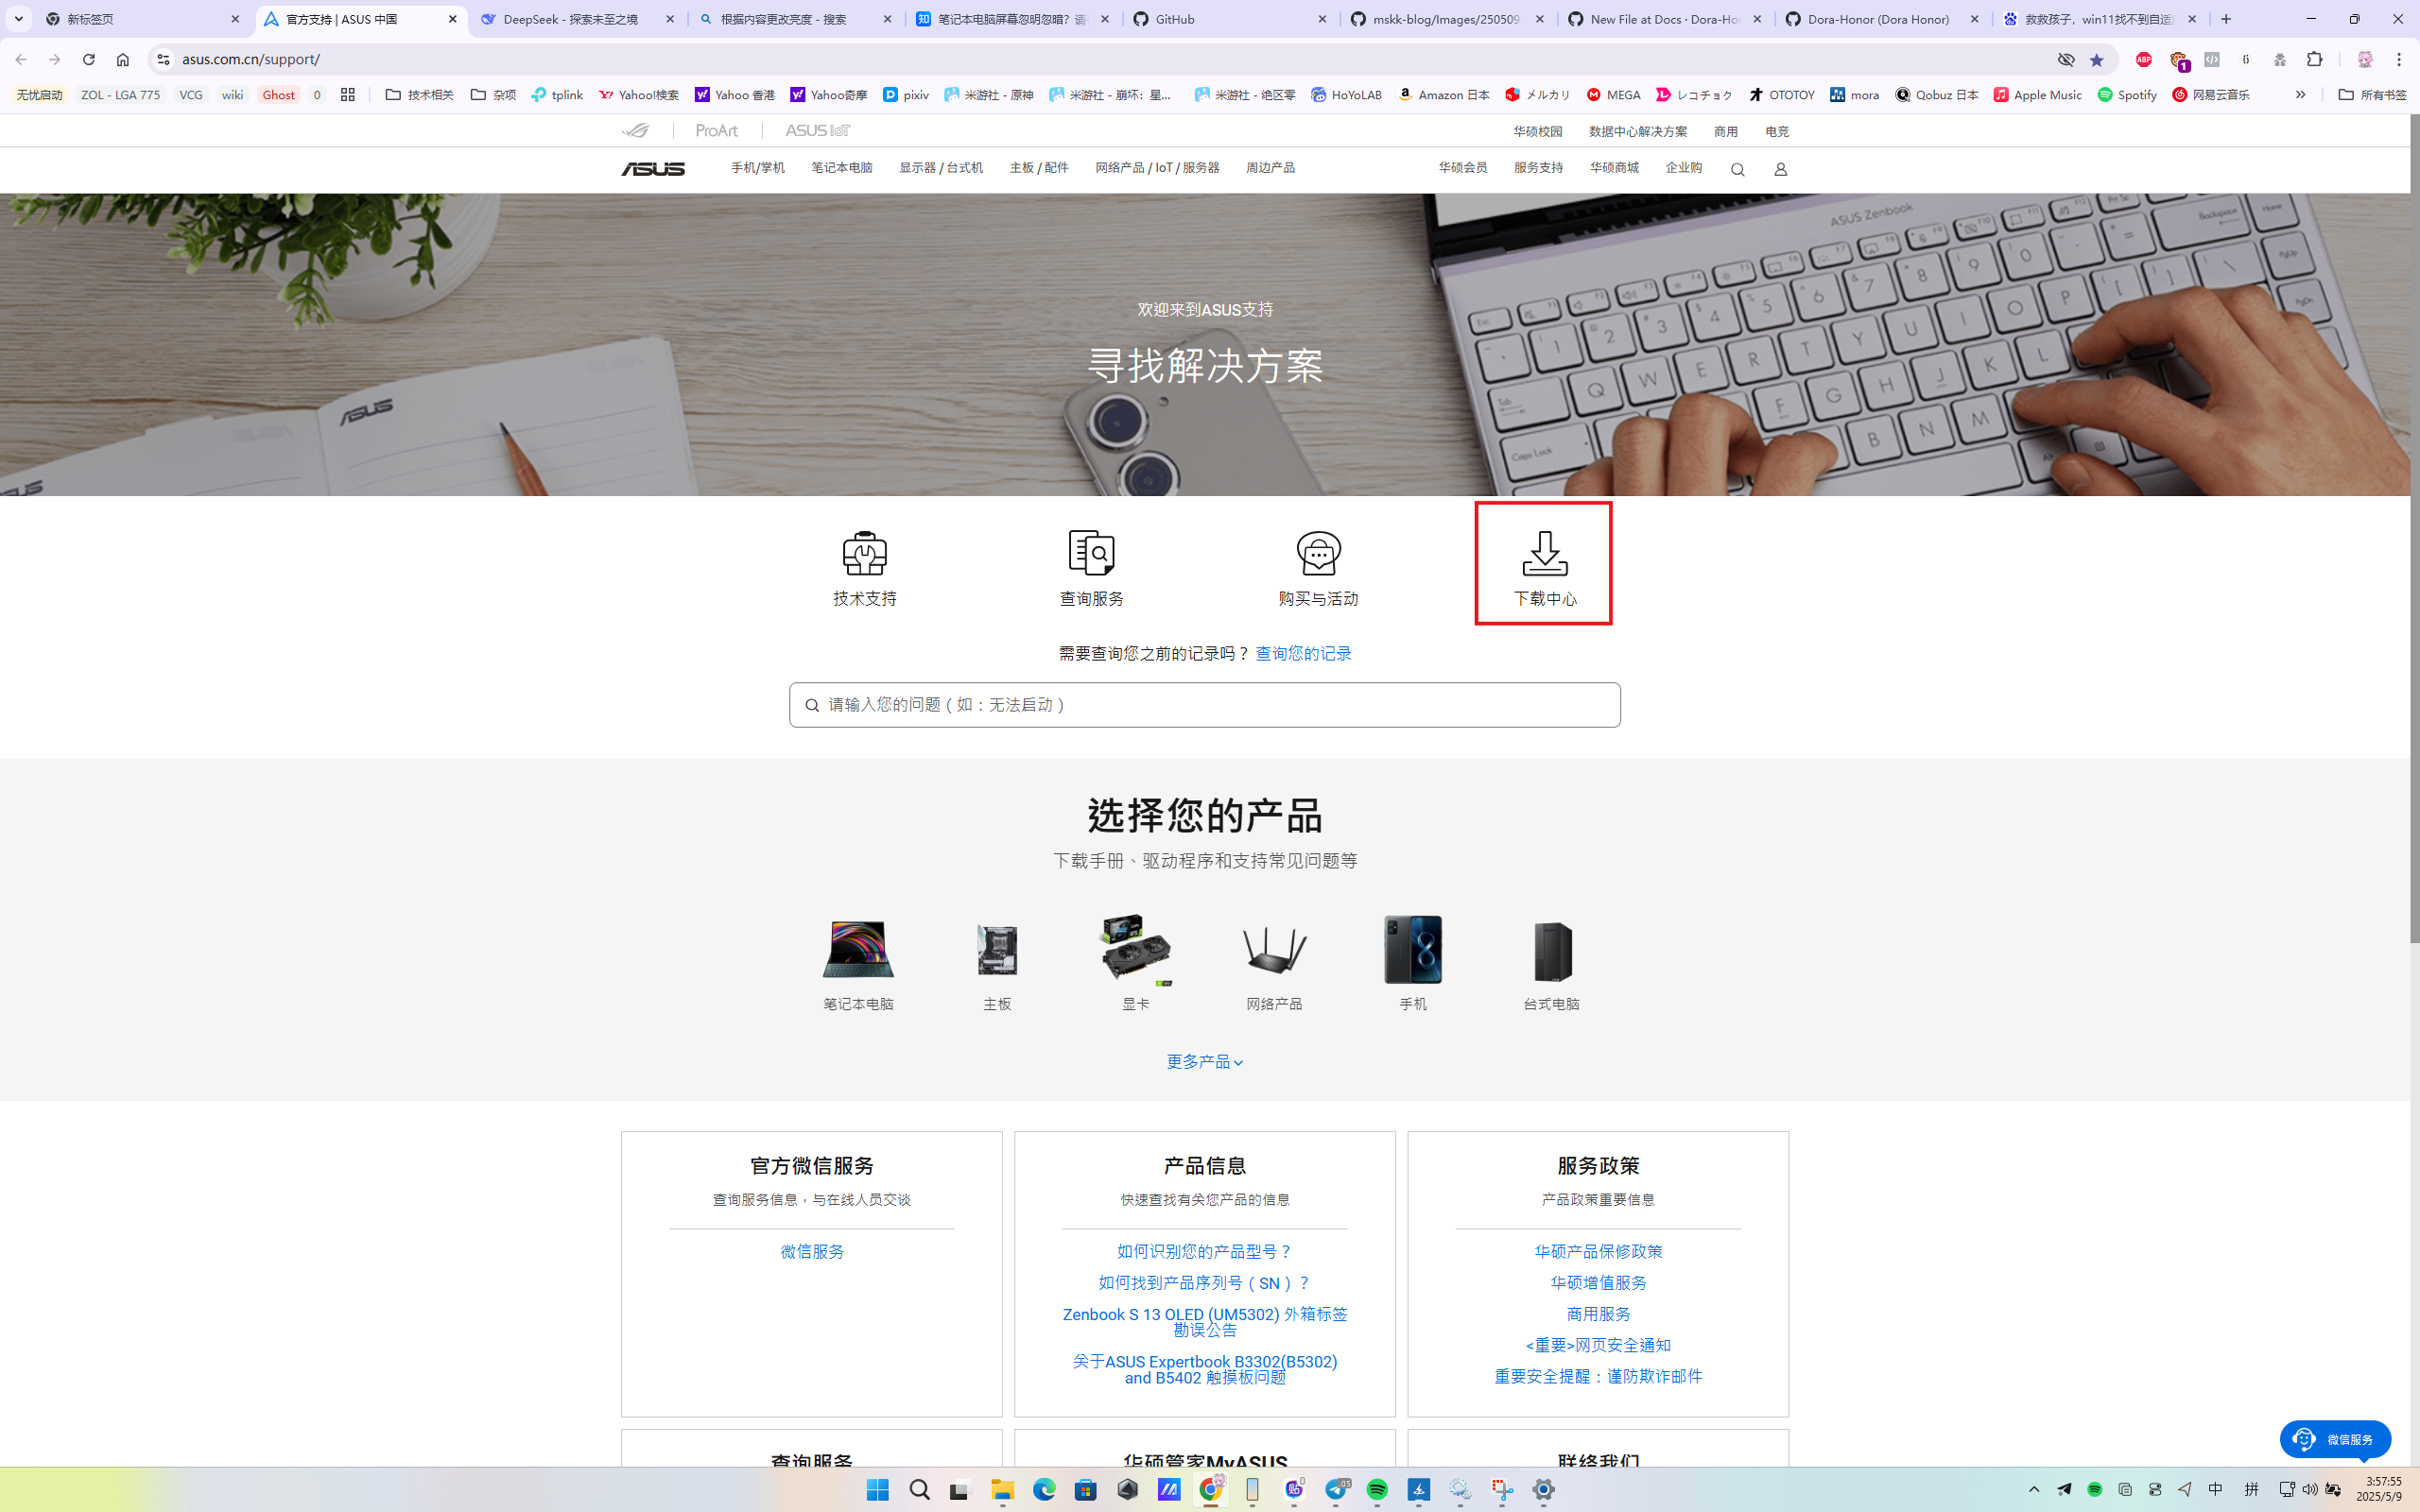 新标签页
官方支持 | ASUS 中国
DeepSeek - 探索未至之境
根据内容更改亮度 - 搜索
笔记本电脑屏幕忽明忽暗？请
GitHub
mskk-blog/Images/250509
New File at Docs · Dora-Ho
Dora-Honor (Dora Honor)
救救孩子，win11找不到自适
asus.com.cn/support/
ABP
1
无忧启动
ZOL - LGA 775
VCG
wiki
Ghost
0
技术相关
杂项
tplink
Yahoo!検索
Yahoo 香港
Yahoo奇摩
pixiv
米游社 - 原神
米游社 - 崩坏：星...
米游社 - 绝区零
HoYoLAB
Amazon 日本
メルカリ
MEGA
レコチョク
OTOTOY
mora
Qobuz 日本
Apple Music
Spotify
网易云音乐
所有书签
ProArt
ASUS IoT
华硕校园
数据中心解决方案
商用
电竞
ASUS
手机/掌机
笔记本电脑
显示器 / 台式机
主板 / 配件
网络产品 / IoT / 服务器
周边产品
华硕会员
服务支持
华硕商城
企业购
ASUS Zenbook
欢迎来到ASUS支持
寻找解决方案
技术支持
查询服务
购买与活动
下载中心
需要查询您之前的记录吗？ 查询您的记录
请输入您的问题（如：无法启动）
選择您的产品
下载手册、驱动程序和支持常见问题等
笔记本电脑
主板
显卡
网络产品
手机
台式电脑
更多产品
官方微信服务
查询服务信息，与在线人员交谈
微信服务
产品信息
快速查找有关您产品的信息
如何识别您的产品型号？
如何找到产品序列号（SN）？
Zenbook S 13 OLED (UM5302) 外箱标签
勘误公告
关于ASUS Expertbook B3302(B5302)
and B5402 触摸板问题
服务政策
产品政策重要信息
华硕产品保修政策
华硕增值服务
商用服务
<重要>网页安全通知
重要安全提醒：谨防欺诈邮件
查询服务
华硕管家MyASUS
联络我们
微信服务
中
拼
3:57:55
2025/5/9